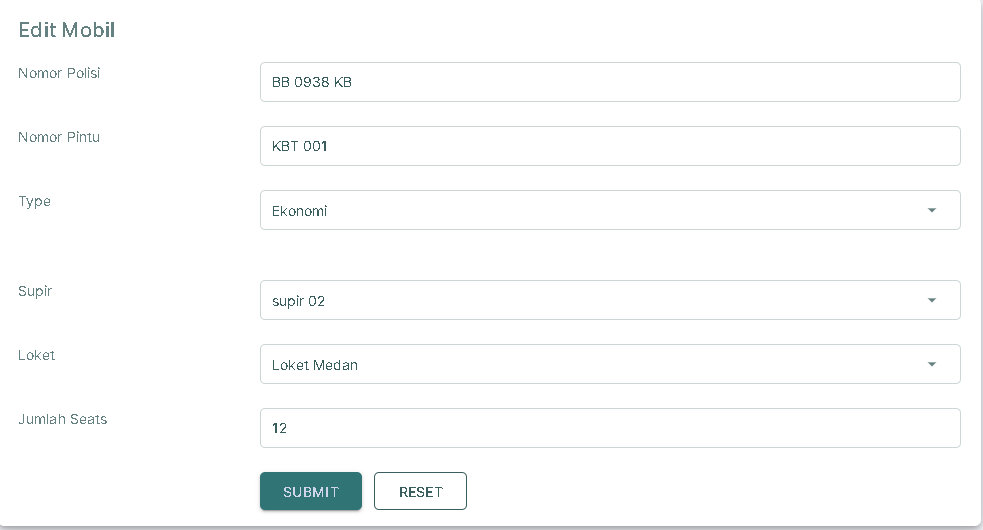 Edit Mobil
Nomor Polisi
BB 0938 KB
Nomor Pintu
KBT 001
Type
Ekonomi
Supir
supir 02
Loket
Loket Medan
Jumlah Seats
12
SUBMIT
RESET